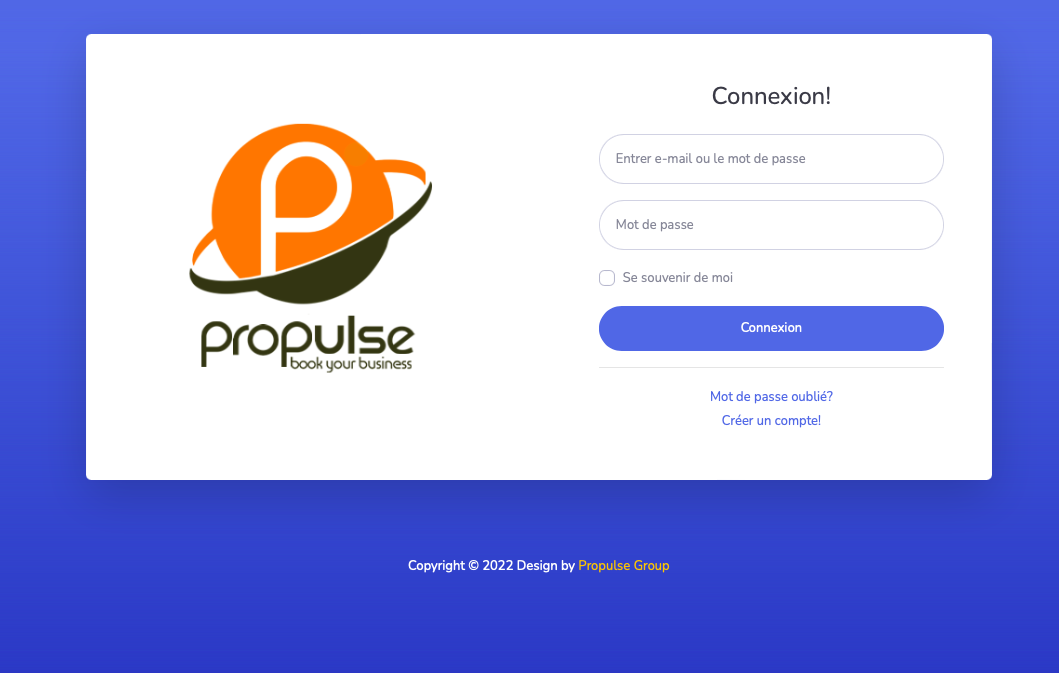 P
propulse
book your business
Connexion!
Entrer e-mail ou le mot de passe
Mot de passe
Se souvenir de moi
Connexion
Mot de passe oublié?
Créer un compte!
Copyright © 2022 Design by Propulse Group